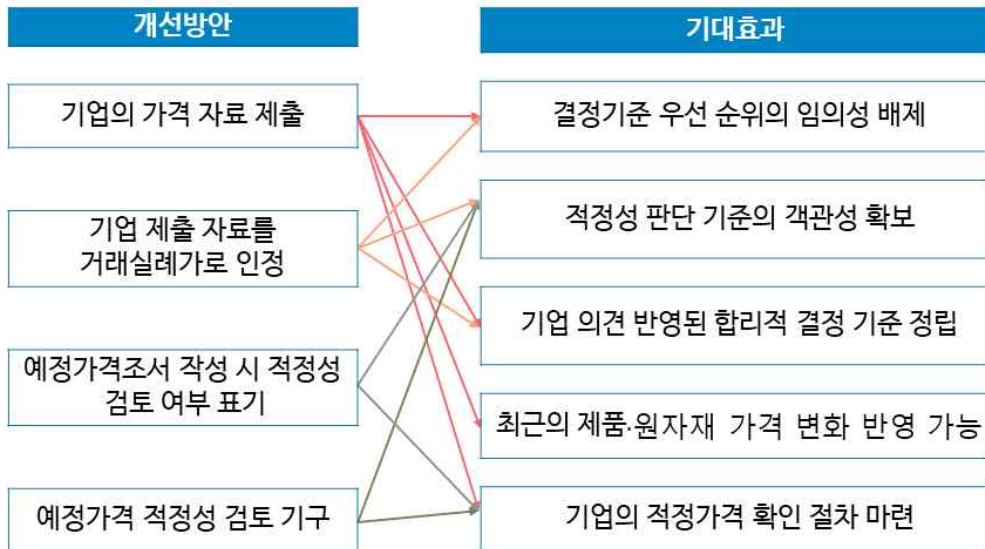 개선방안
기대효과
기업의 가격 자료 제출
결정기준 우선 순위의 임의성 배제
기업 제출 자료를
거래실례가로 인정
적정성 판단 기준의 객관성 확보
기업 의견 반영된 합리적 결정 기준 정립
예정가격조서 작성 시 적정성
검토 여부 표기
최근의 제품·원자재 가격 변화 반영 가능
예정가격 적정성 검토 기구
기업의 적정가격 확인 절차 마련